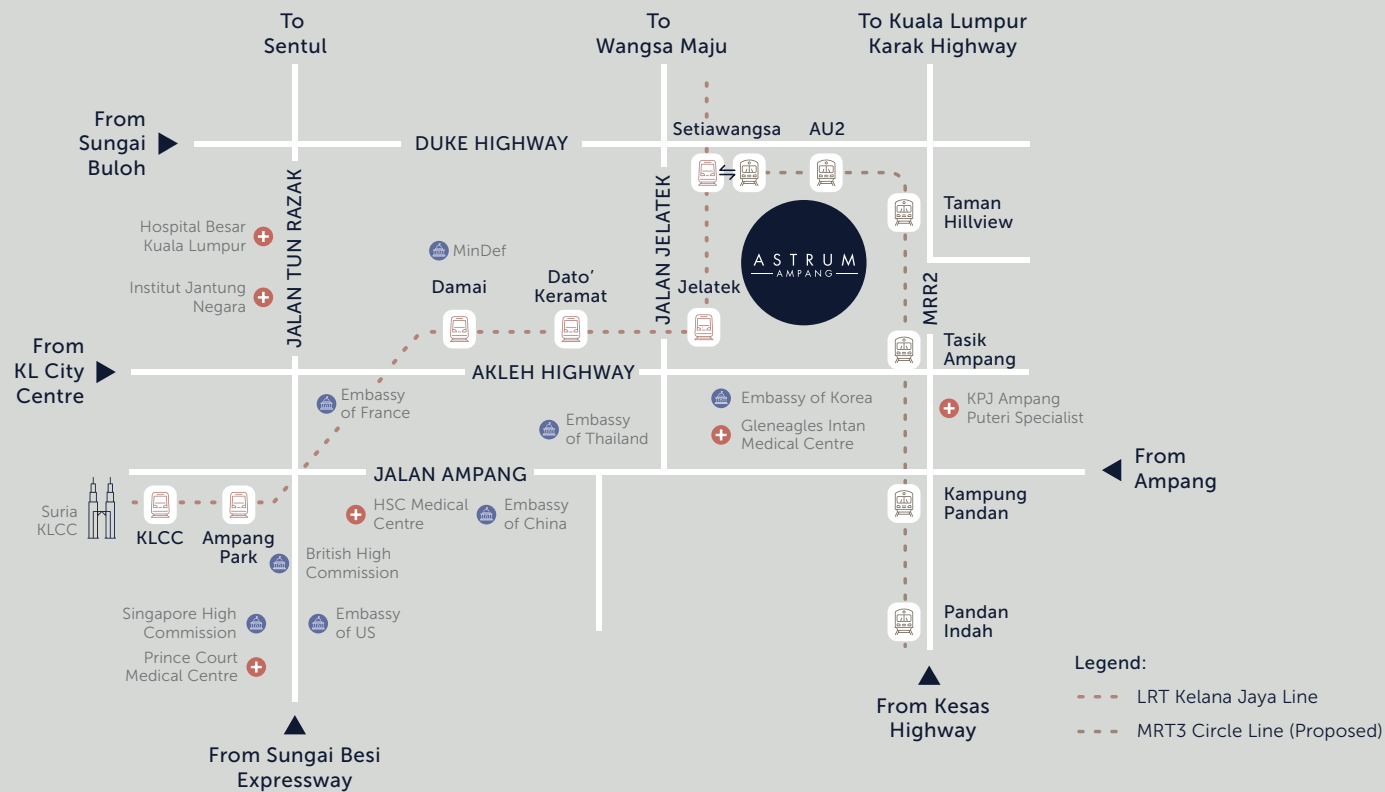 To
Sentul
To
Wangsa Maju
To Kuala Lumpur
Karak Highway
From
Sungai
Buloh
DUKE HIGHWAY
Setiawangsa
AU2
JALAN TUN RAZAK
JALAN JELATEK
Taman
Hillview
Hospital Besar
Kuala Lumpur
MinDef
ASTRUM
AMPANG
Institut Jantung
Negara
Damai
Dato’
Keramat
Jelatek
MRR2
From
KL City
Centre
AKLEH HIGHWAY
Tasik
Ampang
Embassy
of France
Embassy
of Thailand
Embassy of Korea
Gleneagles Intan
Medical Centre
KPJ Ampang
Puteri Specialist
JALAN AMPANG
From
Ampang
Suria
KLCC
KLCC
Ampang
Park
HSC Medical
Centre
Embassy
of China
Kampung
Pandan
British High
Commission
Singapore High
Commission
Embassy
of US
Pandan
Indah
Prince Court
Medical Centre
From Sungai Besi
Expressway
From Kesas
Highway
Legend:
LRT Kelana Jaya Line
MRT3 Circle Line (Proposed)